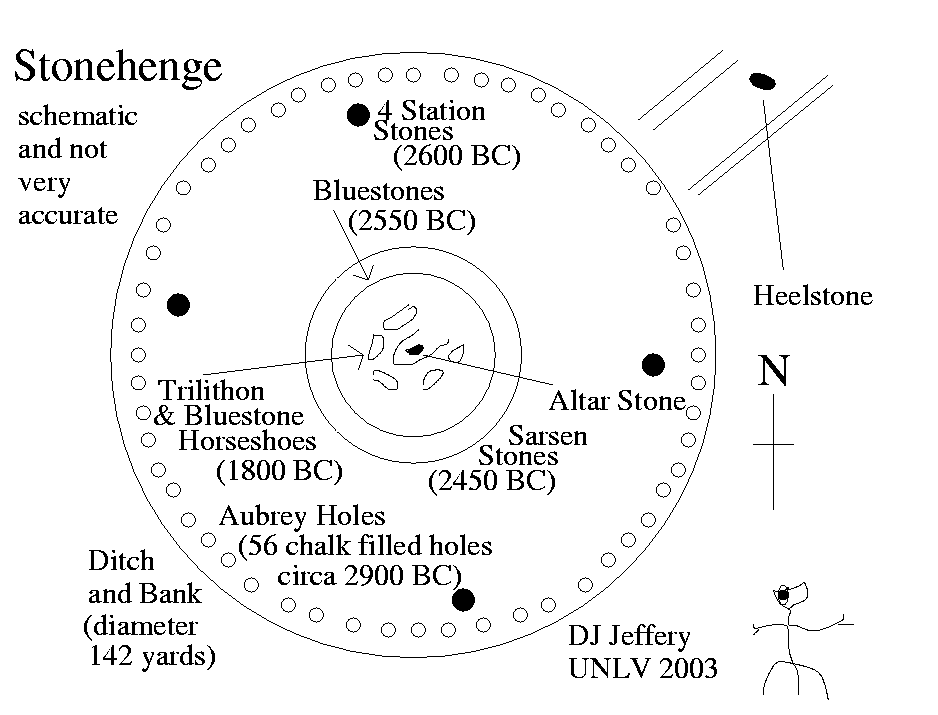 Stonehenge
schematic
and not
very
accurate
4 Station
Stones
(2600 BC)
Bluestones
(2550 BC)
Heelstone
N
Trilithon
& Bluestone
Horseshoes
(1800 BC)
Altar Stone
Sarsen
Stones
(2450 BC)
Aubrey Holes
(56 chalk filled holes
circa 2900 BC)
Ditch
and Bank
(diameter
142 yards)
DJ Jeffery
UNLV 2003